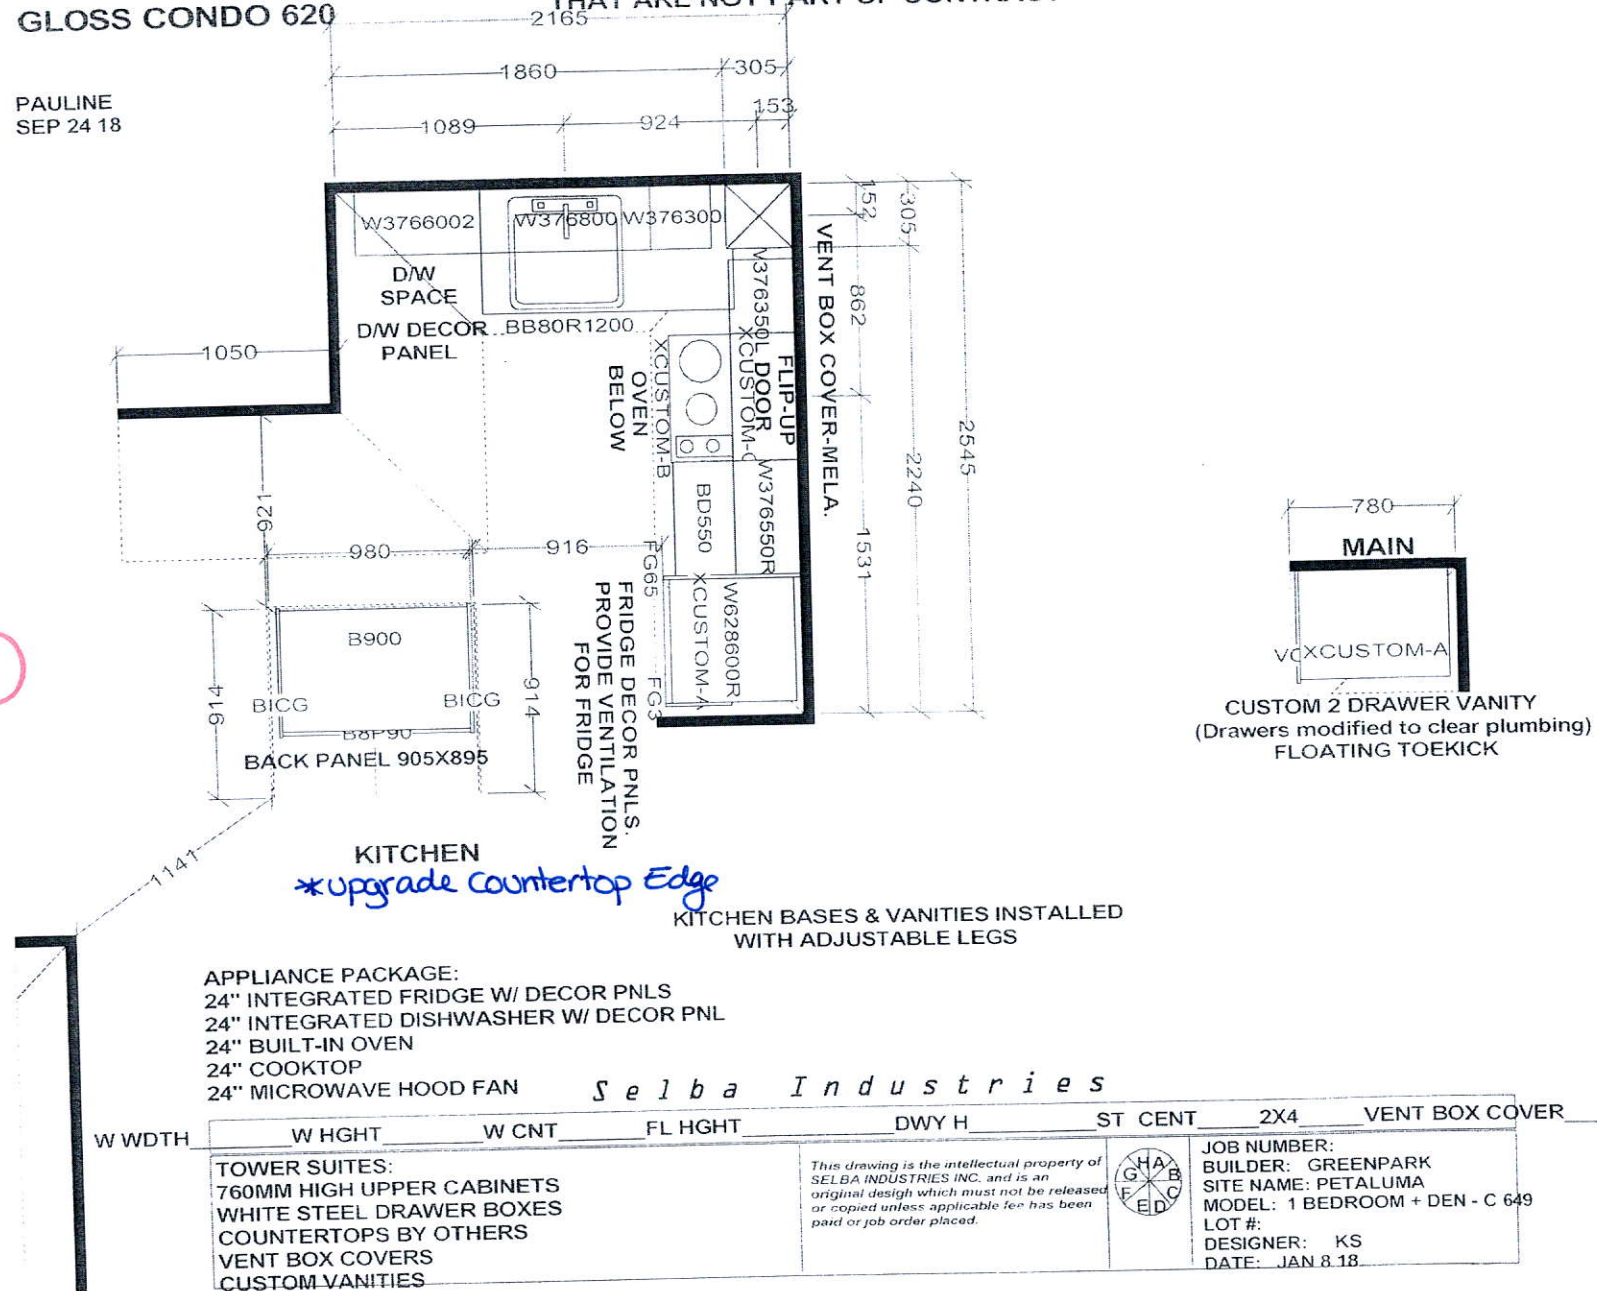 GLOSS CONDO 620
THAT ARE NOT PART OF CONTRACT
2165
1860
305
153
PAULINE
SEP 24 18
1089
924
W3766002
W376800
W376300
D/W
SPACE
D/W DECOR
PANEL
BB80R1200
152
305
862
2240
2545
1531
VENT BOX COVER-MELA.
W376350L
FLIP-UP
DOOR
XCUSTOM-C
XCUSTOM-B
OVEN
BELOW
1050
BD550
W376550R
1921
980
916
FG65
XCUSTOM-A
W628600R
FG3
FRIDGE DECOR PNLS.
PROVIDE VENTILATION
FOR FRIDGE
B900
914
BICG
BICG
914
B8P90
BACK PANEL 905X895
780
MAIN
XCUSTOM-A
CUSTOM 2 DRAWER VANITY
(Drawers modified to clear plumbing)
FLOATING TOEKICK
1141
KITCHEN
*upgrade Countertop Edge
KITCHEN BASES & VANITIES INSTALLED
WITH ADJUSTABLE LEGS
APPLIANCE PACKAGE:
24" INTEGRATED FRIDGE W/ DECOR PNLS
24" INTEGRATED DISHWASHER W/ DECOR PNL
24" BUILT-IN OVEN
24" COOKTOP
24" MICROWAVE HOOD FAN
Selba Industries
W WDTH W HGHT W CNT FL HGHT DWY H ST CENT 2X4 VENT BOX COVER
TOWER SUITES:
760MM HIGH UPPER CABINETS
WHITE STEEL DRAWER BOXES
COUNTERTOPS BY OTHERS
VENT BOX COVERS
CUSTOM VANITIES
This drawing is the intellectual property of
SELBA INDUSTRIES INC. and is an
original design which must not be released
or copied unless applicable fee has been
paid or job order placed.
H A
G B
F C
E D
JOB NUMBER:
BUILDER: GREENPARK
SITE NAME: PETALUMA
MODEL: 1 BEDROOM + DEN - C 649
LOT #:
DESIGNER: KS
DATE: JAN 8 18